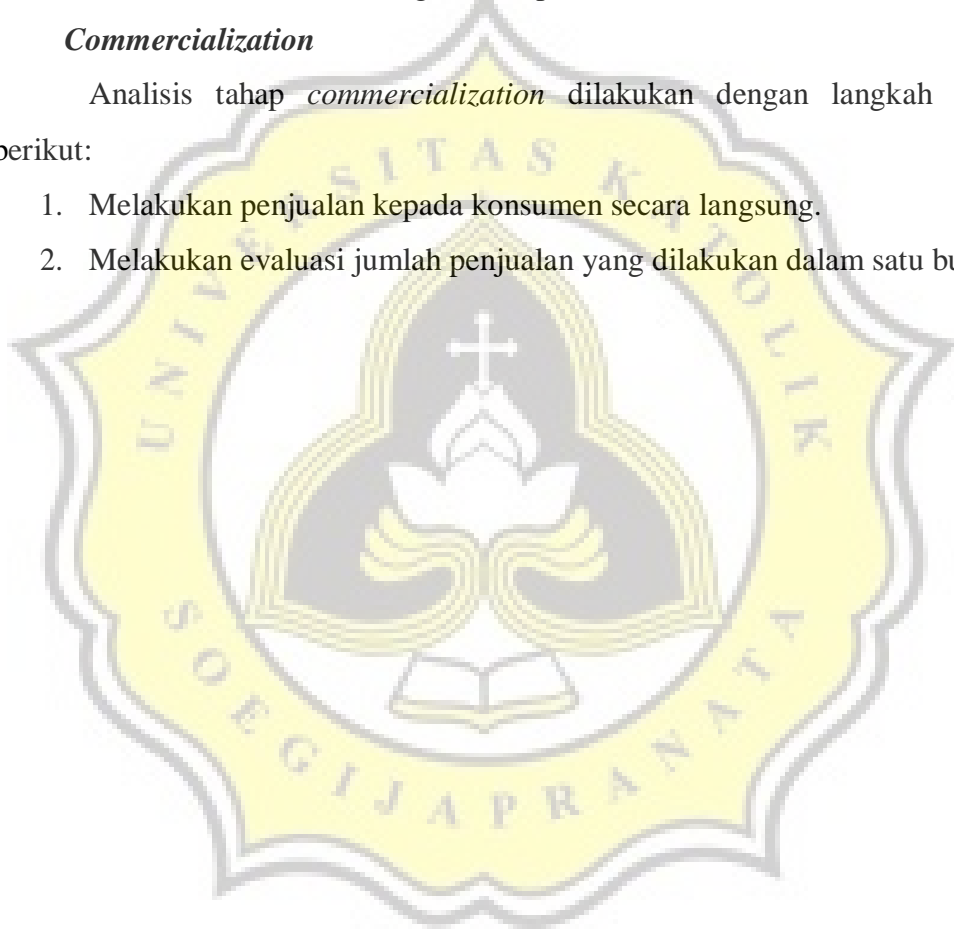 Commercialization
Analisis tahap commercialization dilakukan dengan langkah
berikut:
1. Melakukan penjualan kepada konsumen secara langsung.
2. Melakukan evaluasi jumlah penjualan yang dilakukan dalam satu bu
UNIVERSITAS KATOLIK
SOEGIJAPRANATA